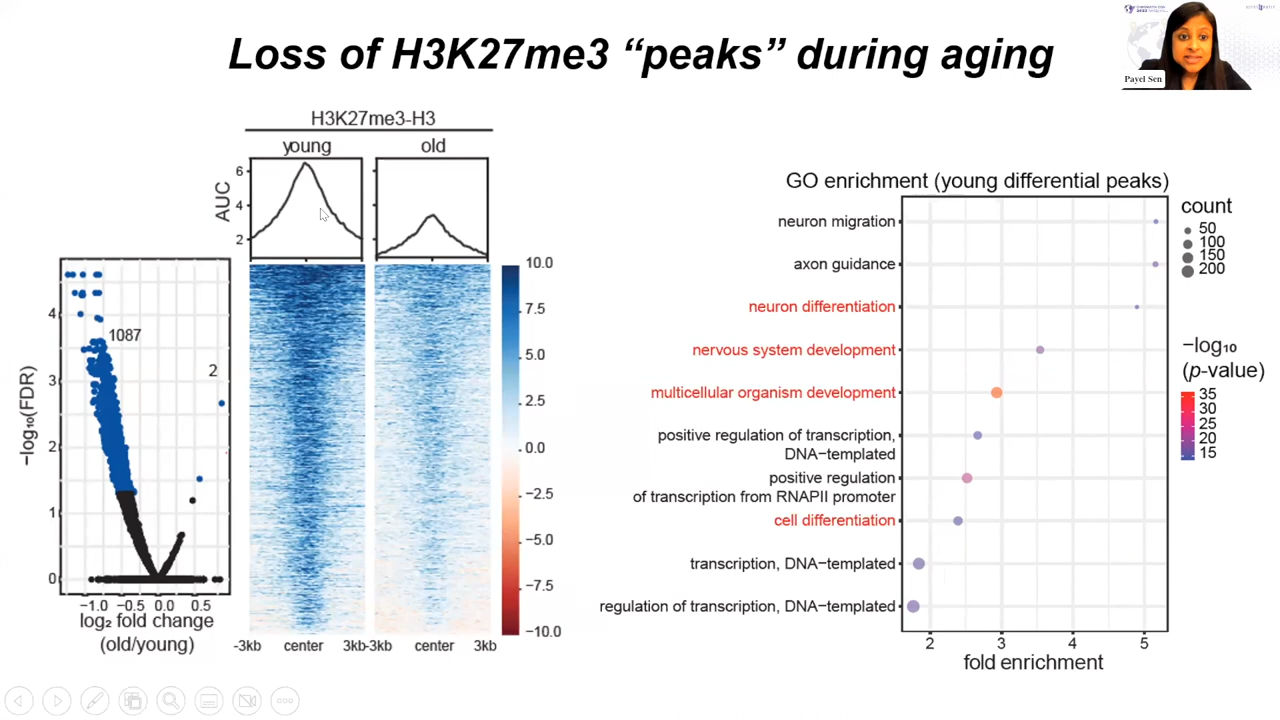 Loss of H3K27me3 “peaks” during aging
Payel Sen
H3K27me3-H3
young
old
AUC
6
4
2
−log₁₀(FDR)
4
3
2
1
0
1087
2
−1.0
−0.5
0.0
0.5
log₂ fold change
(old/young)
-3kb
center
3kb
-3kb
center
3kb
10.0
7.5
5.0
2.5
0.0
−2.5
−5.0
−7.5
−10.0
GO enrichment (young differential peaks)
neuron migration
axon guidance
neuron differentiation
nervous system development
multicellular organism development
positive regulation of transcription,
DNA−templated
positive regulation
of transcription from RNAPII promoter
cell differentiation
transcription, DNA−templated
regulation of transcription, DNA−templated
2
3
4
5
fold enrichment
count
50
100
150
200
−log₁₀
(p-value)
35
30
25
20
15